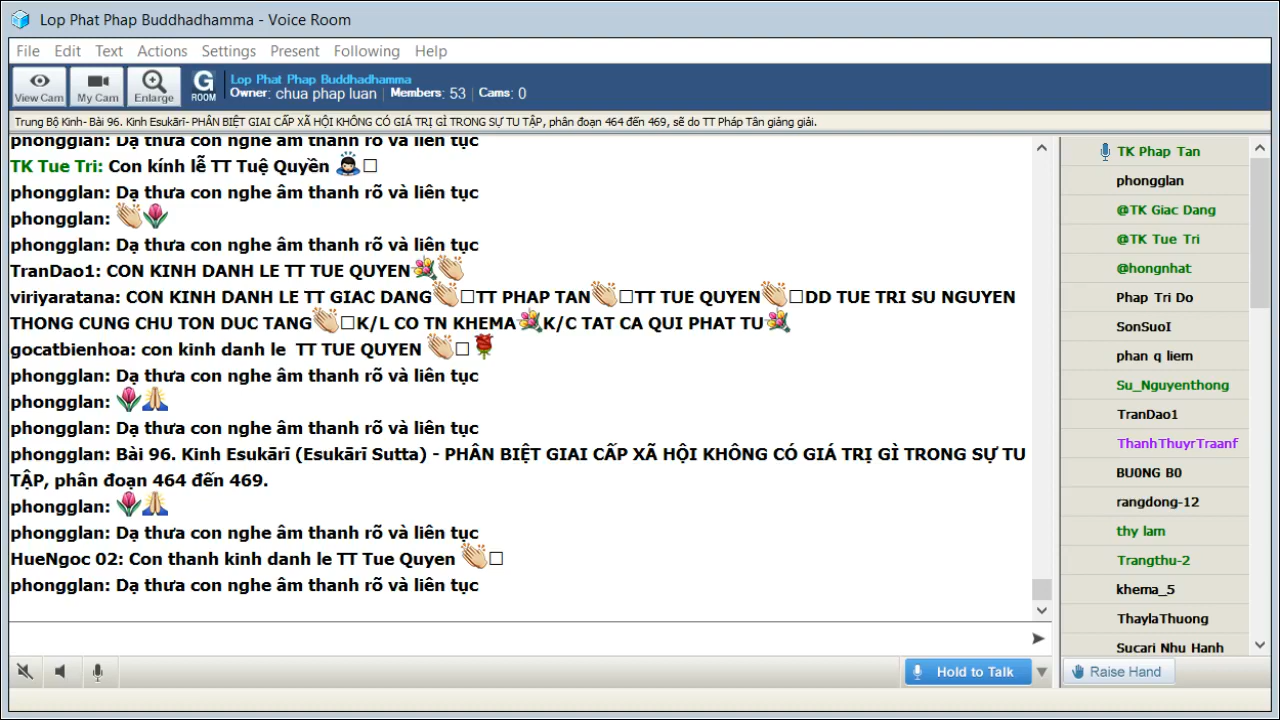 Lop Phat Phap Buddhadhamma - Voice Room
File Edit Text Actions Settings Present Following Help
View Cam My Cam Enlarge G ROOM
Lop Phat Phap Buddhadhamma
Owner: chua phap luan Members: 53 Cams: 0
Trung Bộ Kinh- Bài 96. Kinh Esukārī- PHÂN BIỆT GIAI CẤP XÃ HỘI KHÔNG CÓ GIÁ TRỊ GÌ TRONG SỰ TU TẬP, phân đoạn 464 đến 469, sẽ do TT Pháp Tân giảng giải.
phongglan: Dạ thưa con nghe âm thanh rõ và liên tục
TK Tue Tri: Con kính lễ TT Tuệ Quyền 🙇🏻‍□
phongglan: Dạ thưa con nghe âm thanh rõ và liên tục
phongglan: 👏🏻🌷
phongglan: Dạ thưa con nghe âm thanh rõ và liên tục
TranDao1: CON KINH DANH LE TT TUE QUYEN💐👏🏻
viriyaratana: CON KINH DANH LE TT GIAC DANG👏🏻□TT PHAP TAN👏🏻□TT TUE QUYEN👏🏻□DD TUE TRI SU NGUYEN
THONG CUNG CHU TON DUC TANG👏🏻□K/L CO TN KHEMA💐K/C TAT CA QUI PHAT TU💐
gocatbienhoa: con kinh danh le TT TUE QUYEN 👏🏻□🌹
phongglan: Dạ thưa con nghe âm thanh rõ và liên tục
phongglan: 🌷🙏🏻
phongglan: Dạ thưa con nghe âm thanh rõ và liên tục
phongglan: Bài 96. Kinh Esukārī (Esukārī Sutta) - PHÂN BIỆT GIAI CẤP XÃ HỘI KHÔNG CÓ GIÁ TRỊ GÌ TRONG SỰ TU
TẬP, phân đoạn 464 đến 469.
phongglan: 🌷🙏🏻
phongglan: Dạ thưa con nghe âm thanh rõ và liên tục
HueNgoc 02: Con thanh kinh danh le TT Tue Quyen 👏🏻□
phongglan: Dạ thưa con nghe âm thanh rõ và liên tục
TK Phap Tan
phongglan
@TK Giac Dang
@TK Tue Tri
@hongnhat
Phap Tri Do
SonSuoI
phan q liem
Su_Nguyenthong
TranDao1
ThanhThuyrTraanf
BU0NG B0
rangdong-12
thy lam
Trangthu-2
khema_5
ThaylaThuong
Sucari Nhu Hanh
Hold to Talk
Raise Hand